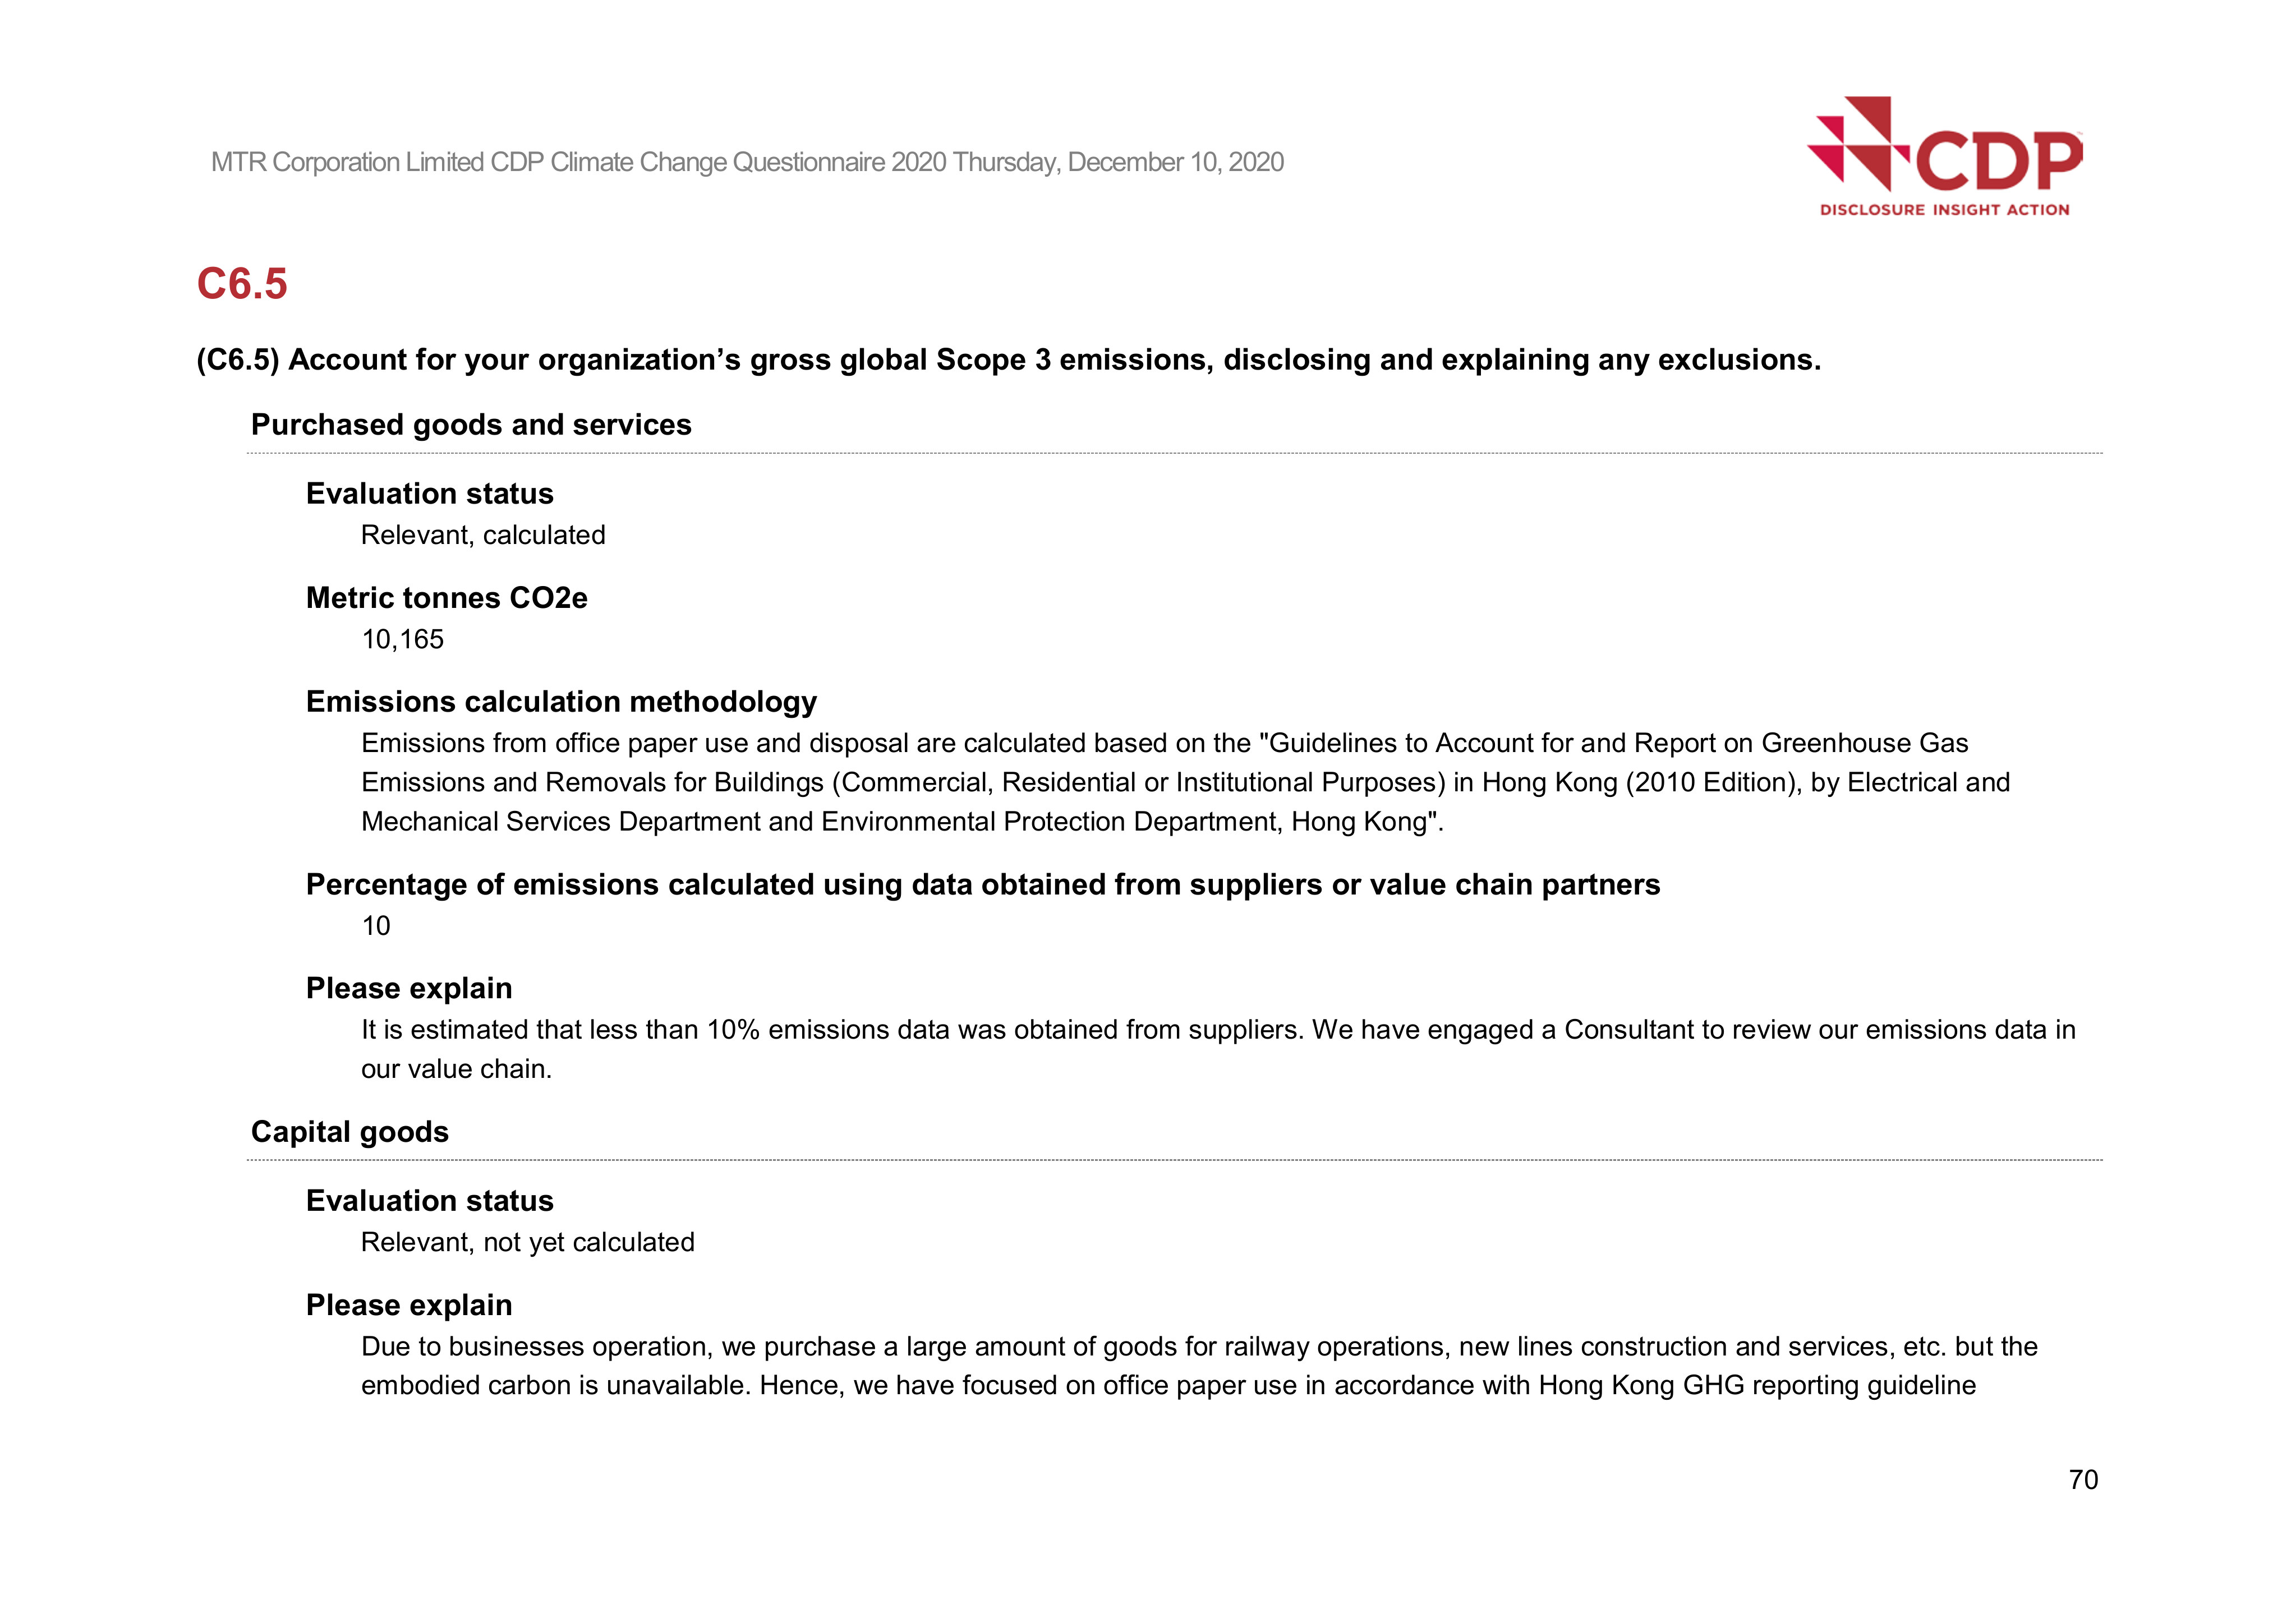 MTR Corporation Limited CDP Climate Change Questionnaire 2020 Thursday, December 10, 2020
CDP
DISCLOSURE INSIGHT ACTION
C6.5
(C6.5) Account for your organization’s gross global Scope 3 emissions, disclosing and explaining any exclusions.
Purchased goods and services
Evaluation status
Relevant, calculated
Metric tonnes CO2e
10,165
Emissions calculation methodology
Emissions from office paper use and disposal are calculated based on the "Guidelines to Account for and Report on Greenhouse Gas
Emissions and Removals for Buildings (Commercial, Residential or Institutional Purposes) in Hong Kong (2010 Edition), by Electrical and
Mechanical Services Department and Environmental Protection Department, Hong Kong".
Percentage of emissions calculated using data obtained from suppliers or value chain partners
10
Please explain
It is estimated that less than 10% emissions data was obtained from suppliers. We have engaged a Consultant to review our emissions data in
our value chain.
Capital goods
Evaluation status
Relevant, not yet calculated
Please explain
Due to businesses operation, we purchase a large amount of goods for railway operations, new lines construction and services, etc. but the
embodied carbon is unavailable. Hence, we have focused on office paper use in accordance with Hong Kong GHG reporting guideline
70